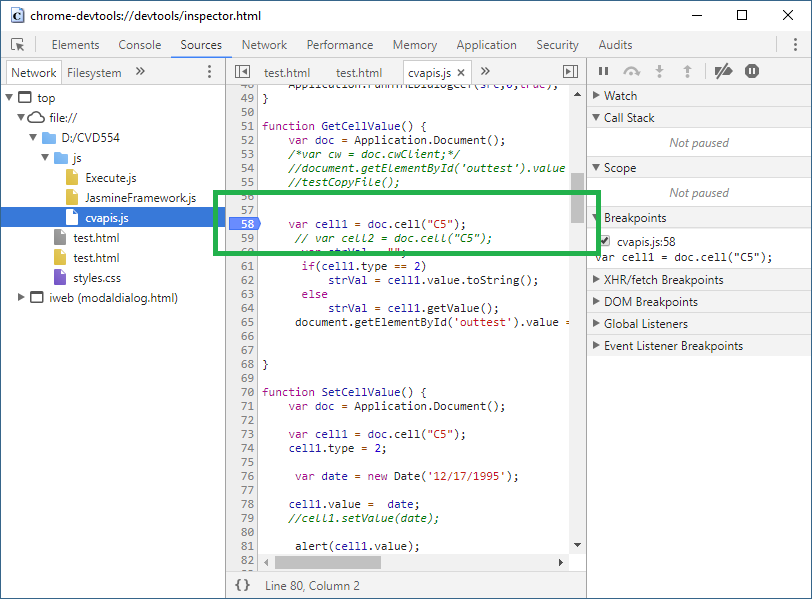 chrome-devtools://devtools/inspector.html
Elements Console Sources Network Performance Memory Application Security Audits
Network Filesystem »
top
file://
D:/CVD554
js
Execute.js
JasmineFramework.js
cvapis.js
test.html
test.html
styles.css
iweb (modaldialog.html)
test.html test.html cvapis.js × »
49 }
50
51 function GetCellValue() {
52 var doc = Application.Document();
53 /*var cw = doc.cwClient;*/
54 //document.getElementById('outtest').value
55 //testCopyFile();
56
57
58 var cell1 = doc.cell("C5");
59 // var cell2 = doc.cell("C5");
60 var strVal = "";
61 if(cell1.type == 2)
62 strVal = cell1.value.toString();
63 else
64 strVal = cell1.getValue();
65 document.getElementById('outtest').value =
66
67
68 }
69
70 function SetCellValue() {
71 var doc = Application.Document();
72
73 var cell1 = doc.cell("C5");
74 cell1.type = 2;
75
76 var date = new Date('12/17/1995');
77
78 cell1.value = date;
79 //cell1.setValue(date);
80
81 alert(cell1.value);
82
{} Line 80, Column 2
Watch
Call Stack
Not paused
Scope
Not paused
Breakpoints
cvapis.js:58
var cell1 = doc.cell("C5");
XHR/fetch Breakpoints
DOM Breakpoints
Global Listeners
Event Listener Breakpoints